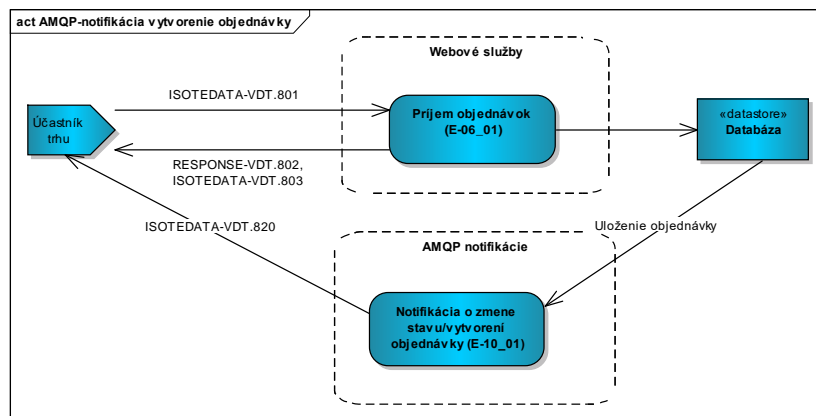 act AMQP-notifikácia vytvorenie objednávky
Webové služby
ISOTEDATA-VDT.801
Účastník
trhu
Príjem objednávok
(E-06_01)
«datastore»
Databáza
RESPONSE-VDT.802,
ISOTEDATA-VDT.803
ISOTEDATA-VDT.820
Uloženie objednávky
AMQP notifikácie
Notifikácia o zmene
stavu/vytvorení
objednávky (E-10_01)